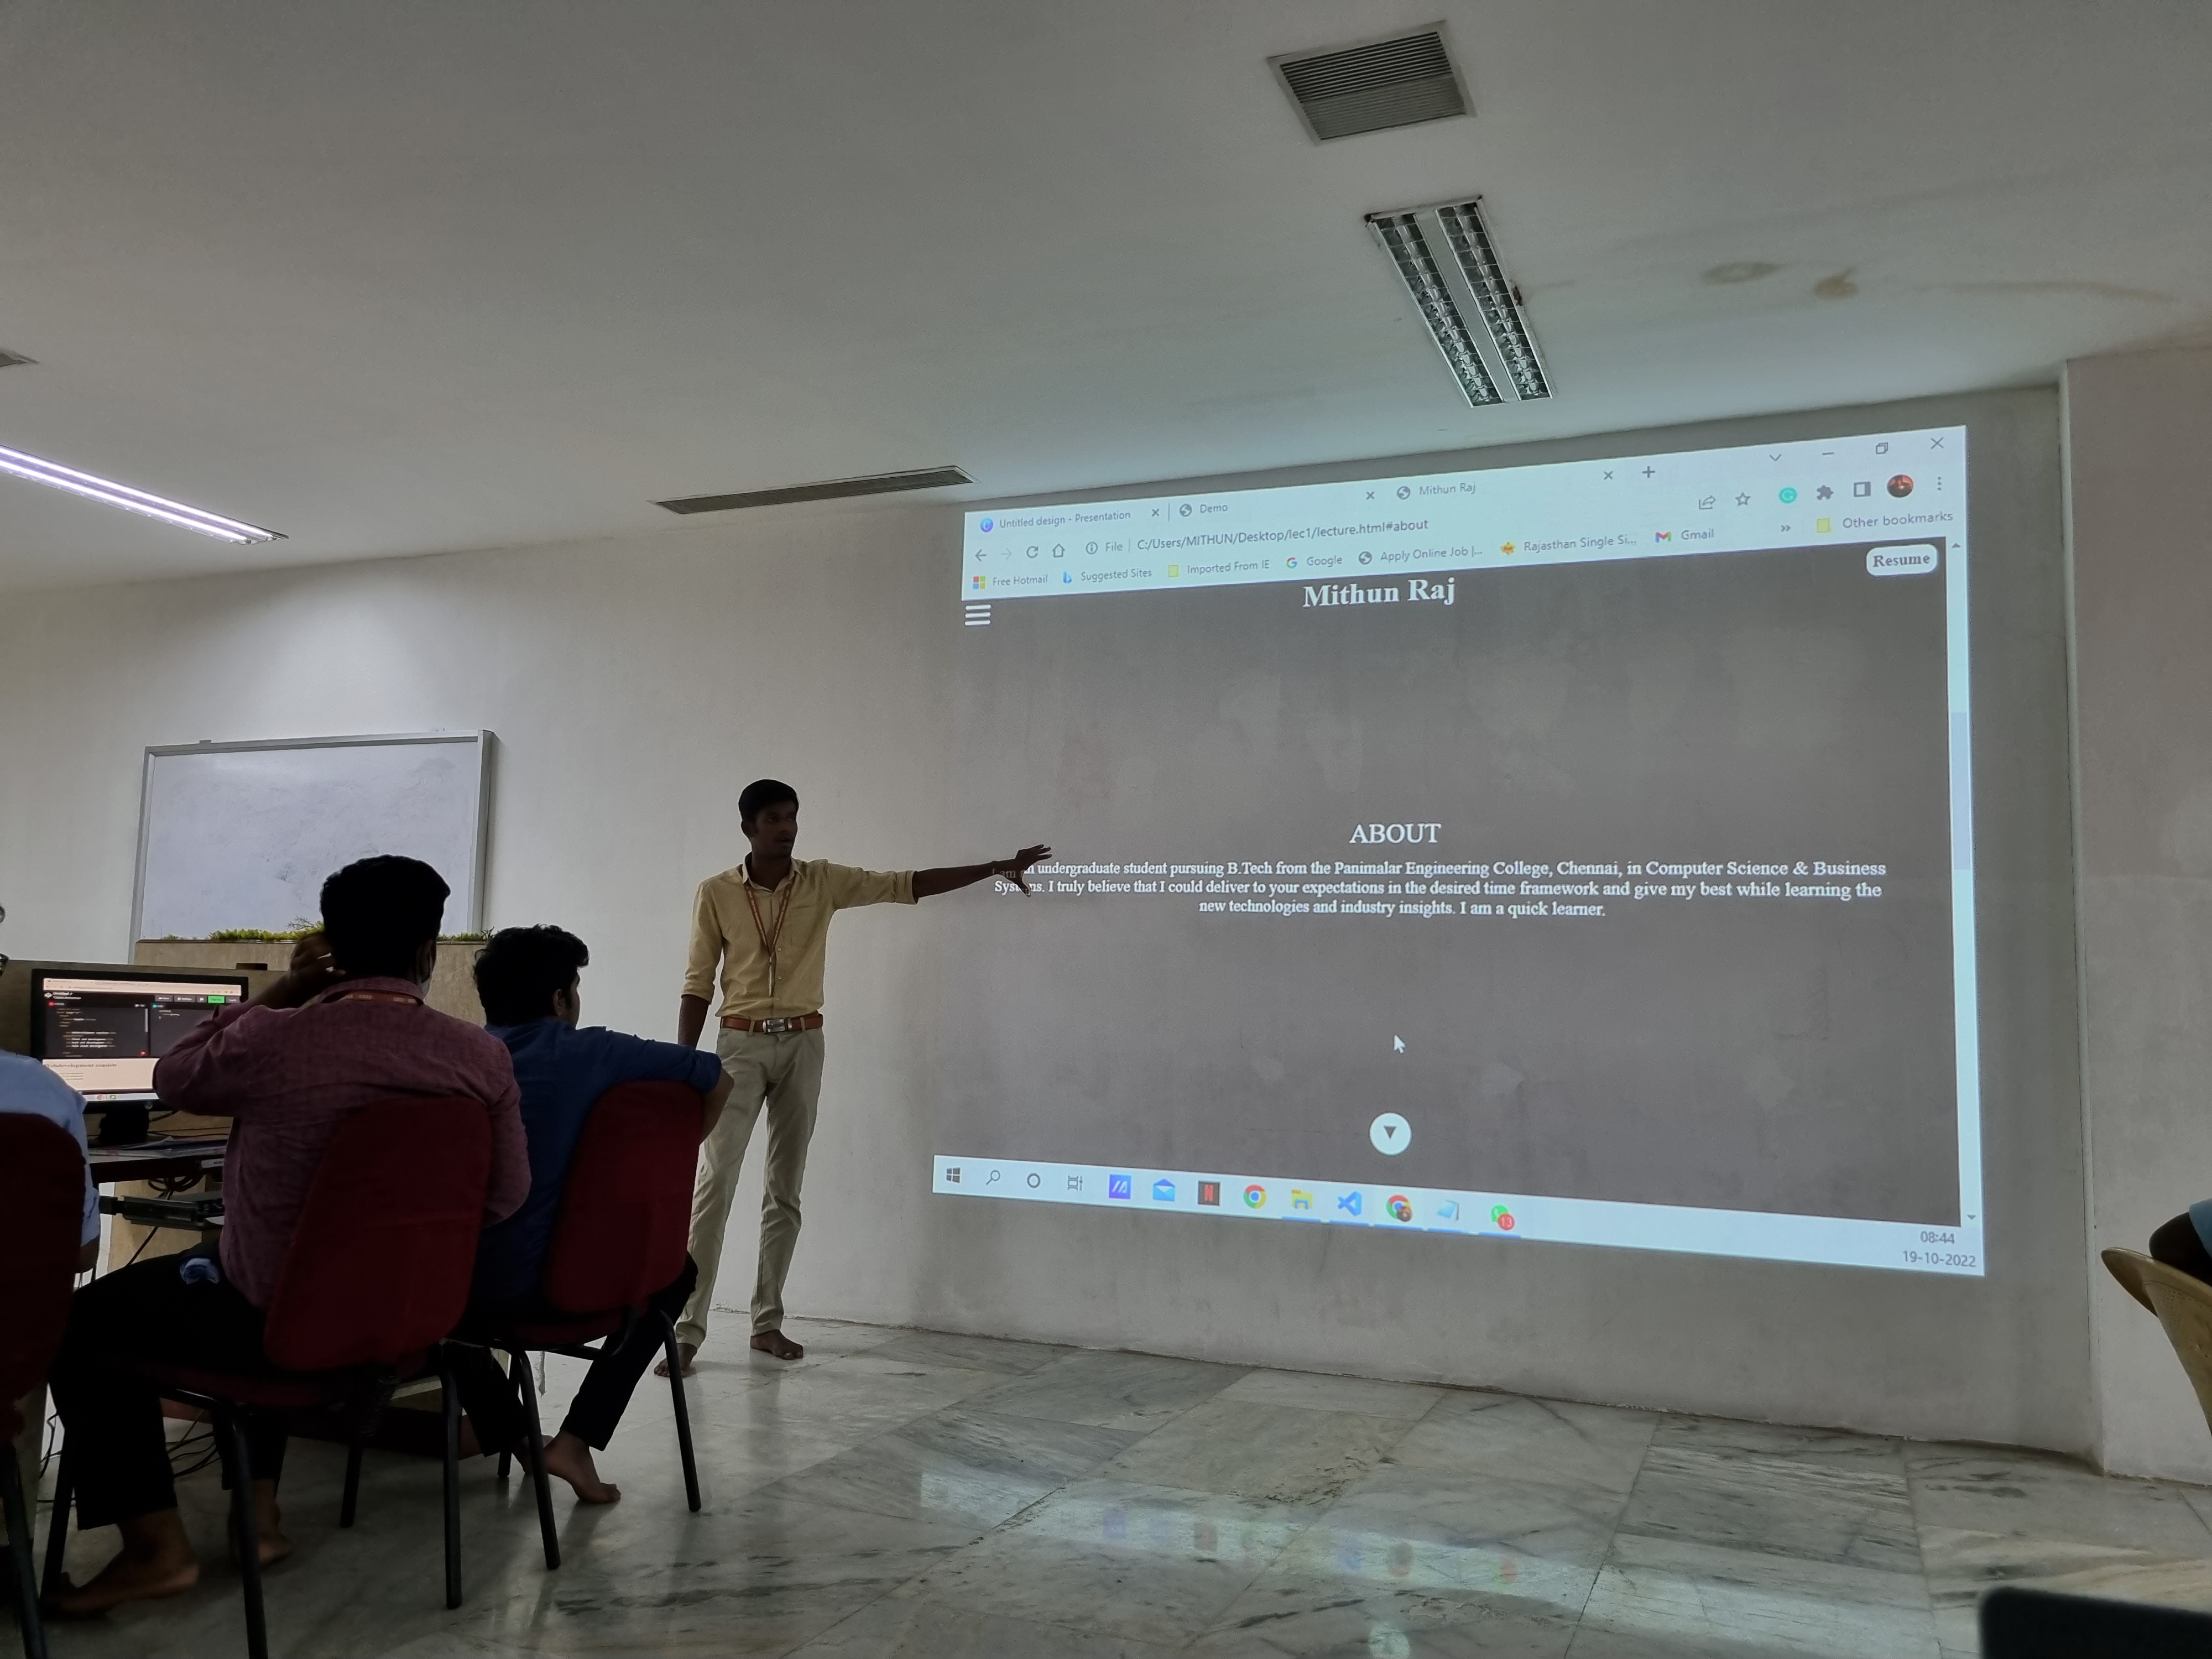 Untitled design - Presentation
Demo
Mithun Raj
File
C:/Users/MITHUN/Desktop/lec1/lecture.html#about
Free Hotmail
Suggested Sites
Imported From IE
Google
Apply Online Job |...
Rajasthan Single Si...
Gmail
»
Other bookmarks
Mithun Raj
Resume
ABOUT
I am an undergraduate student pursuing B.Tech from the Panimalar Engineering College, Chennai, in Computer Science & Business
Systems. I truly believe that I could deliver to your expectations in the desired time framework and give my best while learning the
new technologies and industry insights. I am a quick learner.
13
08:44
19-10-2022